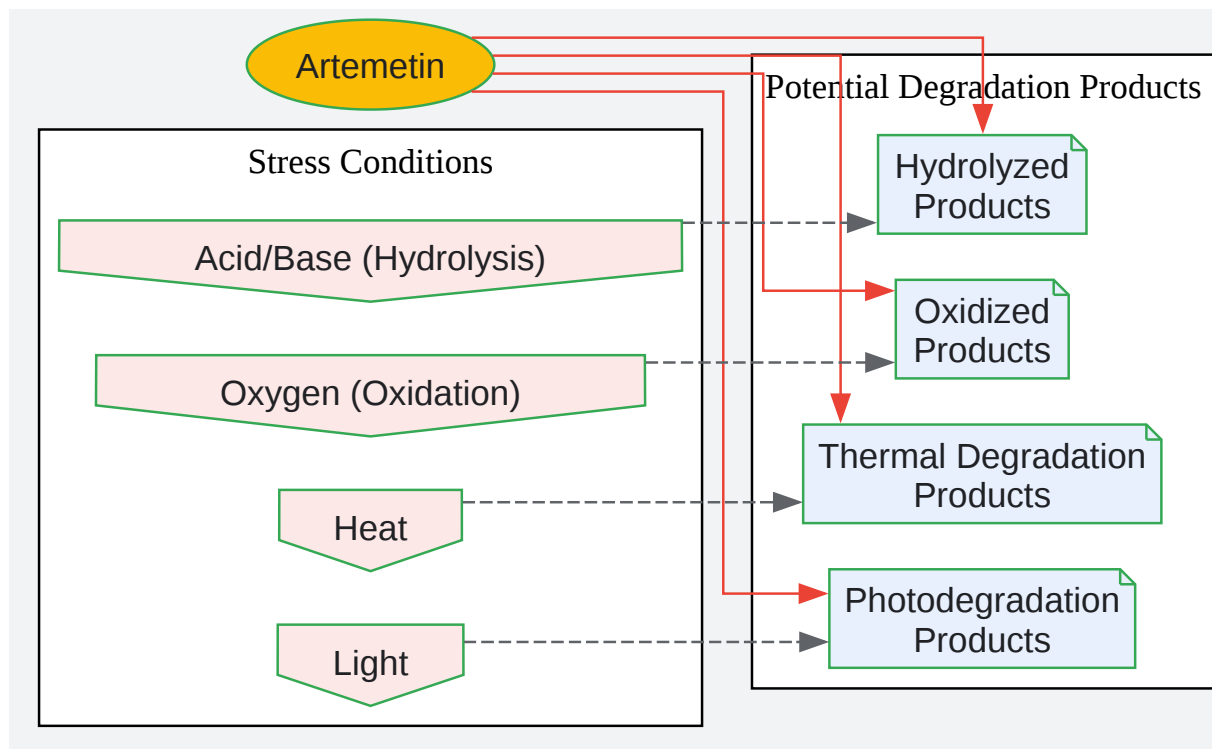 Artemetin
Potential Degradation Products
Stress Conditions
Hydrolyzed
Products
Acid/Base (Hydrolysis)
Oxidized
Products
Oxygen (Oxidation)
Thermal Degradation
Products
Heat
Photodegradation
Products
Light